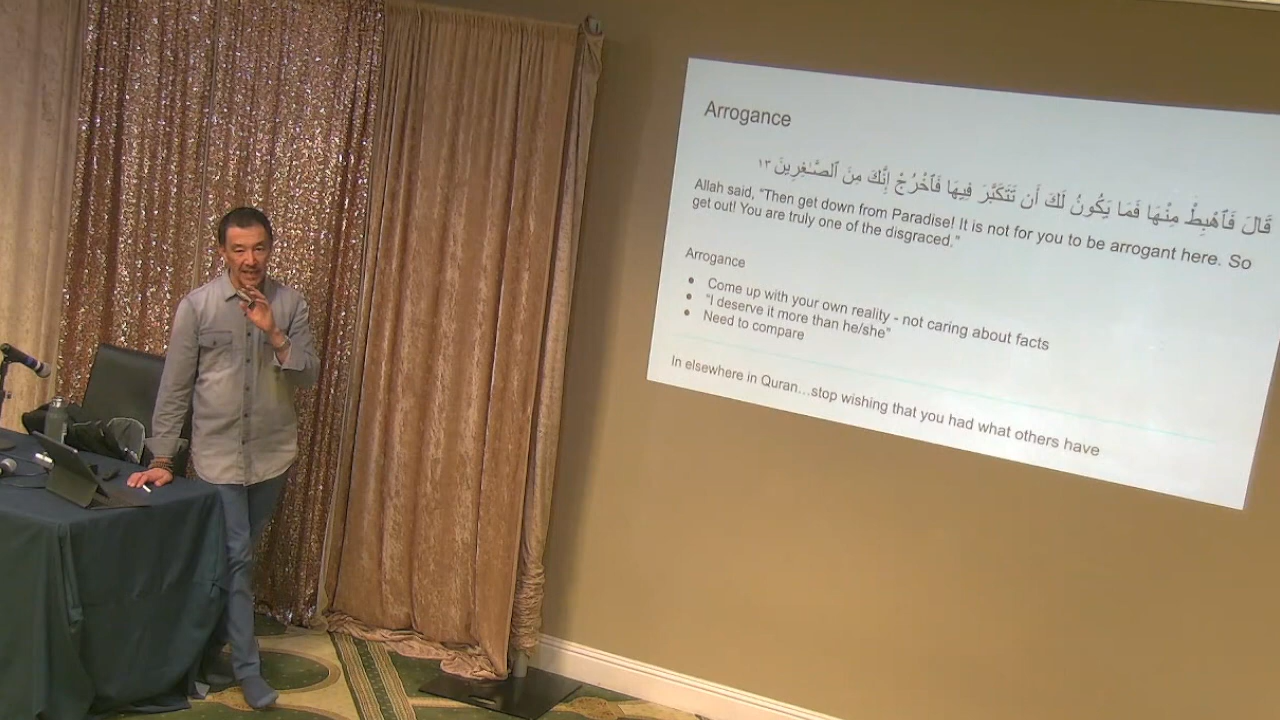 Arrogance
قَالَ فَٱهْبِطْ مِنْهَا فَمَا يَكُونُ لَكَ أَن تَتَكَبَّرَ فِيهَا فَٱخْرُجْ إِنَّكَ مِنَ ٱلصَّـٰغِرِينَ ١٣
Allah said, "Then get down from Paradise! It is not for you to be arrogant here. So
get out! You are truly one of the disgraced."
Arrogance
● Come up with your own reality - not caring about facts
● "I deserve it more than he/she"
● Need to compare
In elsewhere in Quran…stop wishing that you had what others have